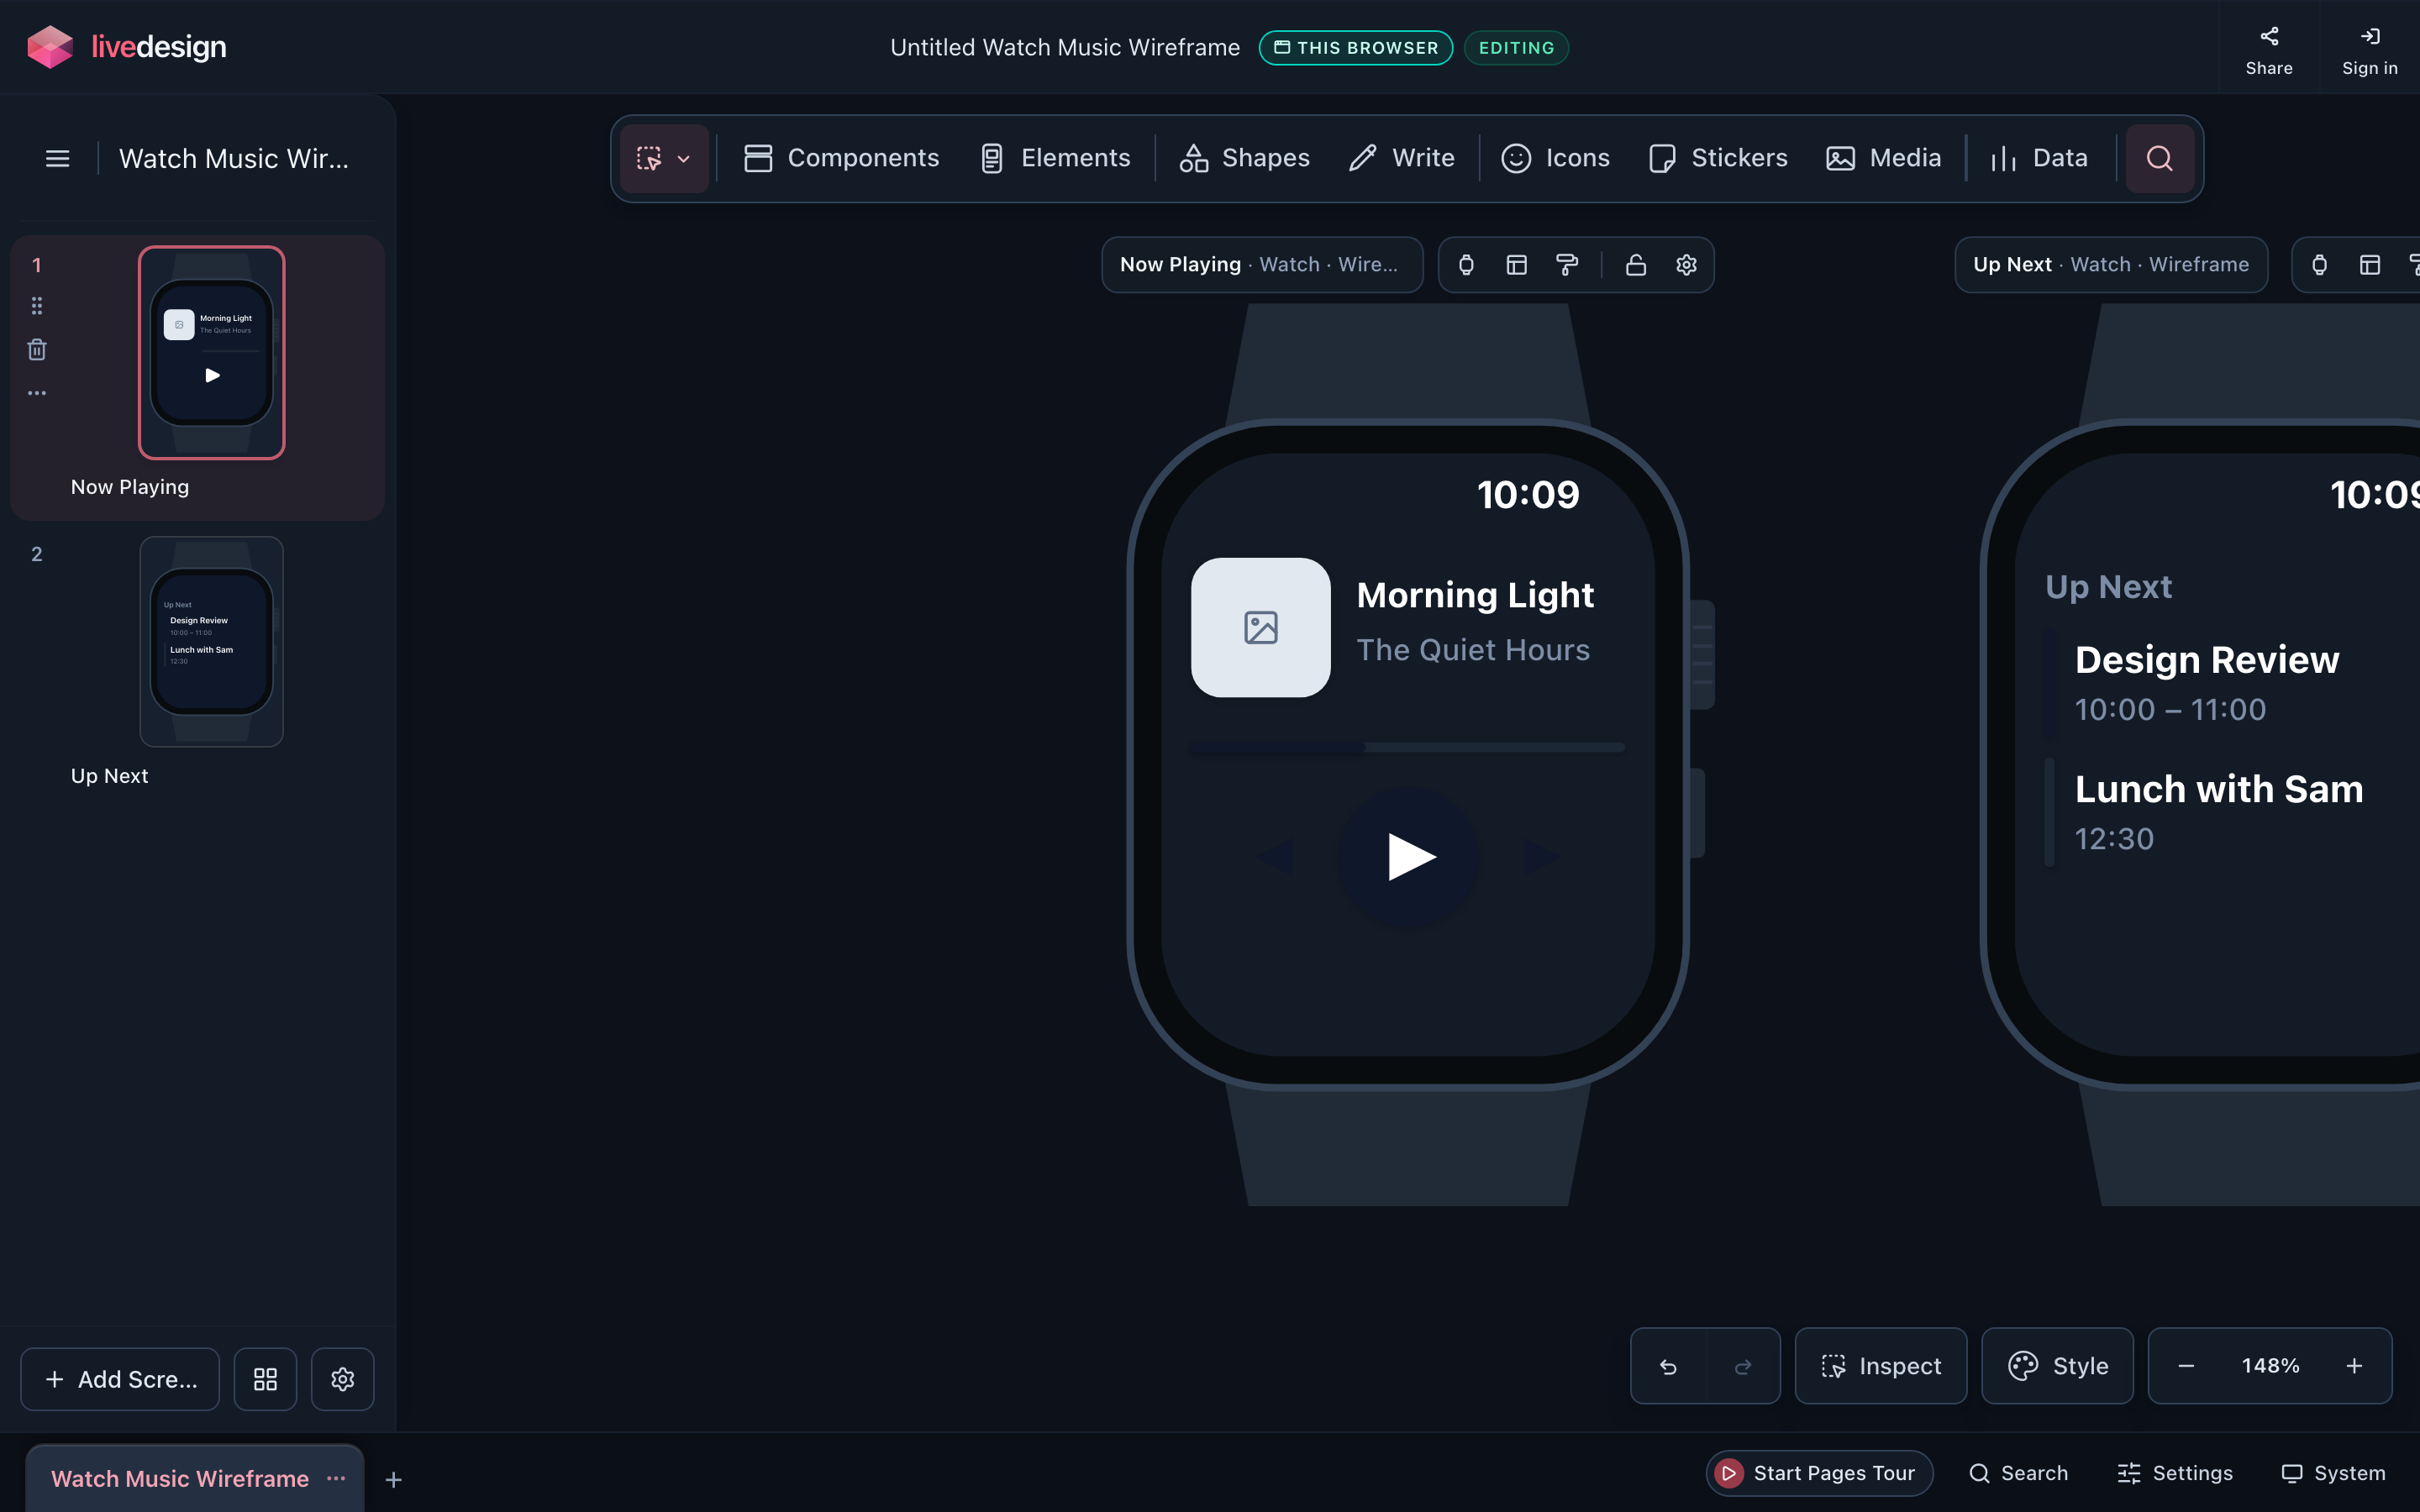 livedesign
Untitled Watch Music Wireframe
THIS BROWSER
EDITING
Share
Sign in
Watch Music Wir...
Components
Elements
Shapes
Write
Icons
Stickers
Media
Data
1
Morning Light
The Quiet Hours
Now Playing
2
Up Next
Design Review
10:00 – 11:00
Lunch with Sam
12:30
Up Next
Now Playing · Watch · Wire...
10:09
Morning Light
The Quiet Hours
Up Next · Watch · Wireframe
10:09
Up Next
Design Review
10:00 – 11:00
Lunch with Sam
12:30
+ Add Scre...
Inspect
Style
− 148% +
Watch Music Wireframe ··· +
Start Pages Tour
Search
Settings
System